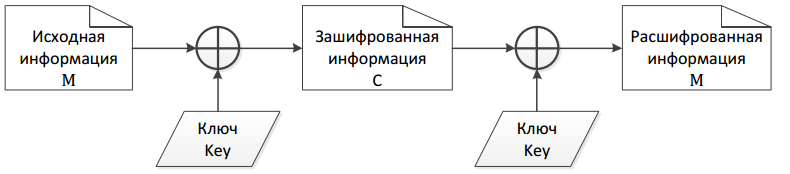 Исходная
информация
M
Зашифрованная
информация
C
Расшифрованная
информация
M
Ключ
Key
Ключ
Key